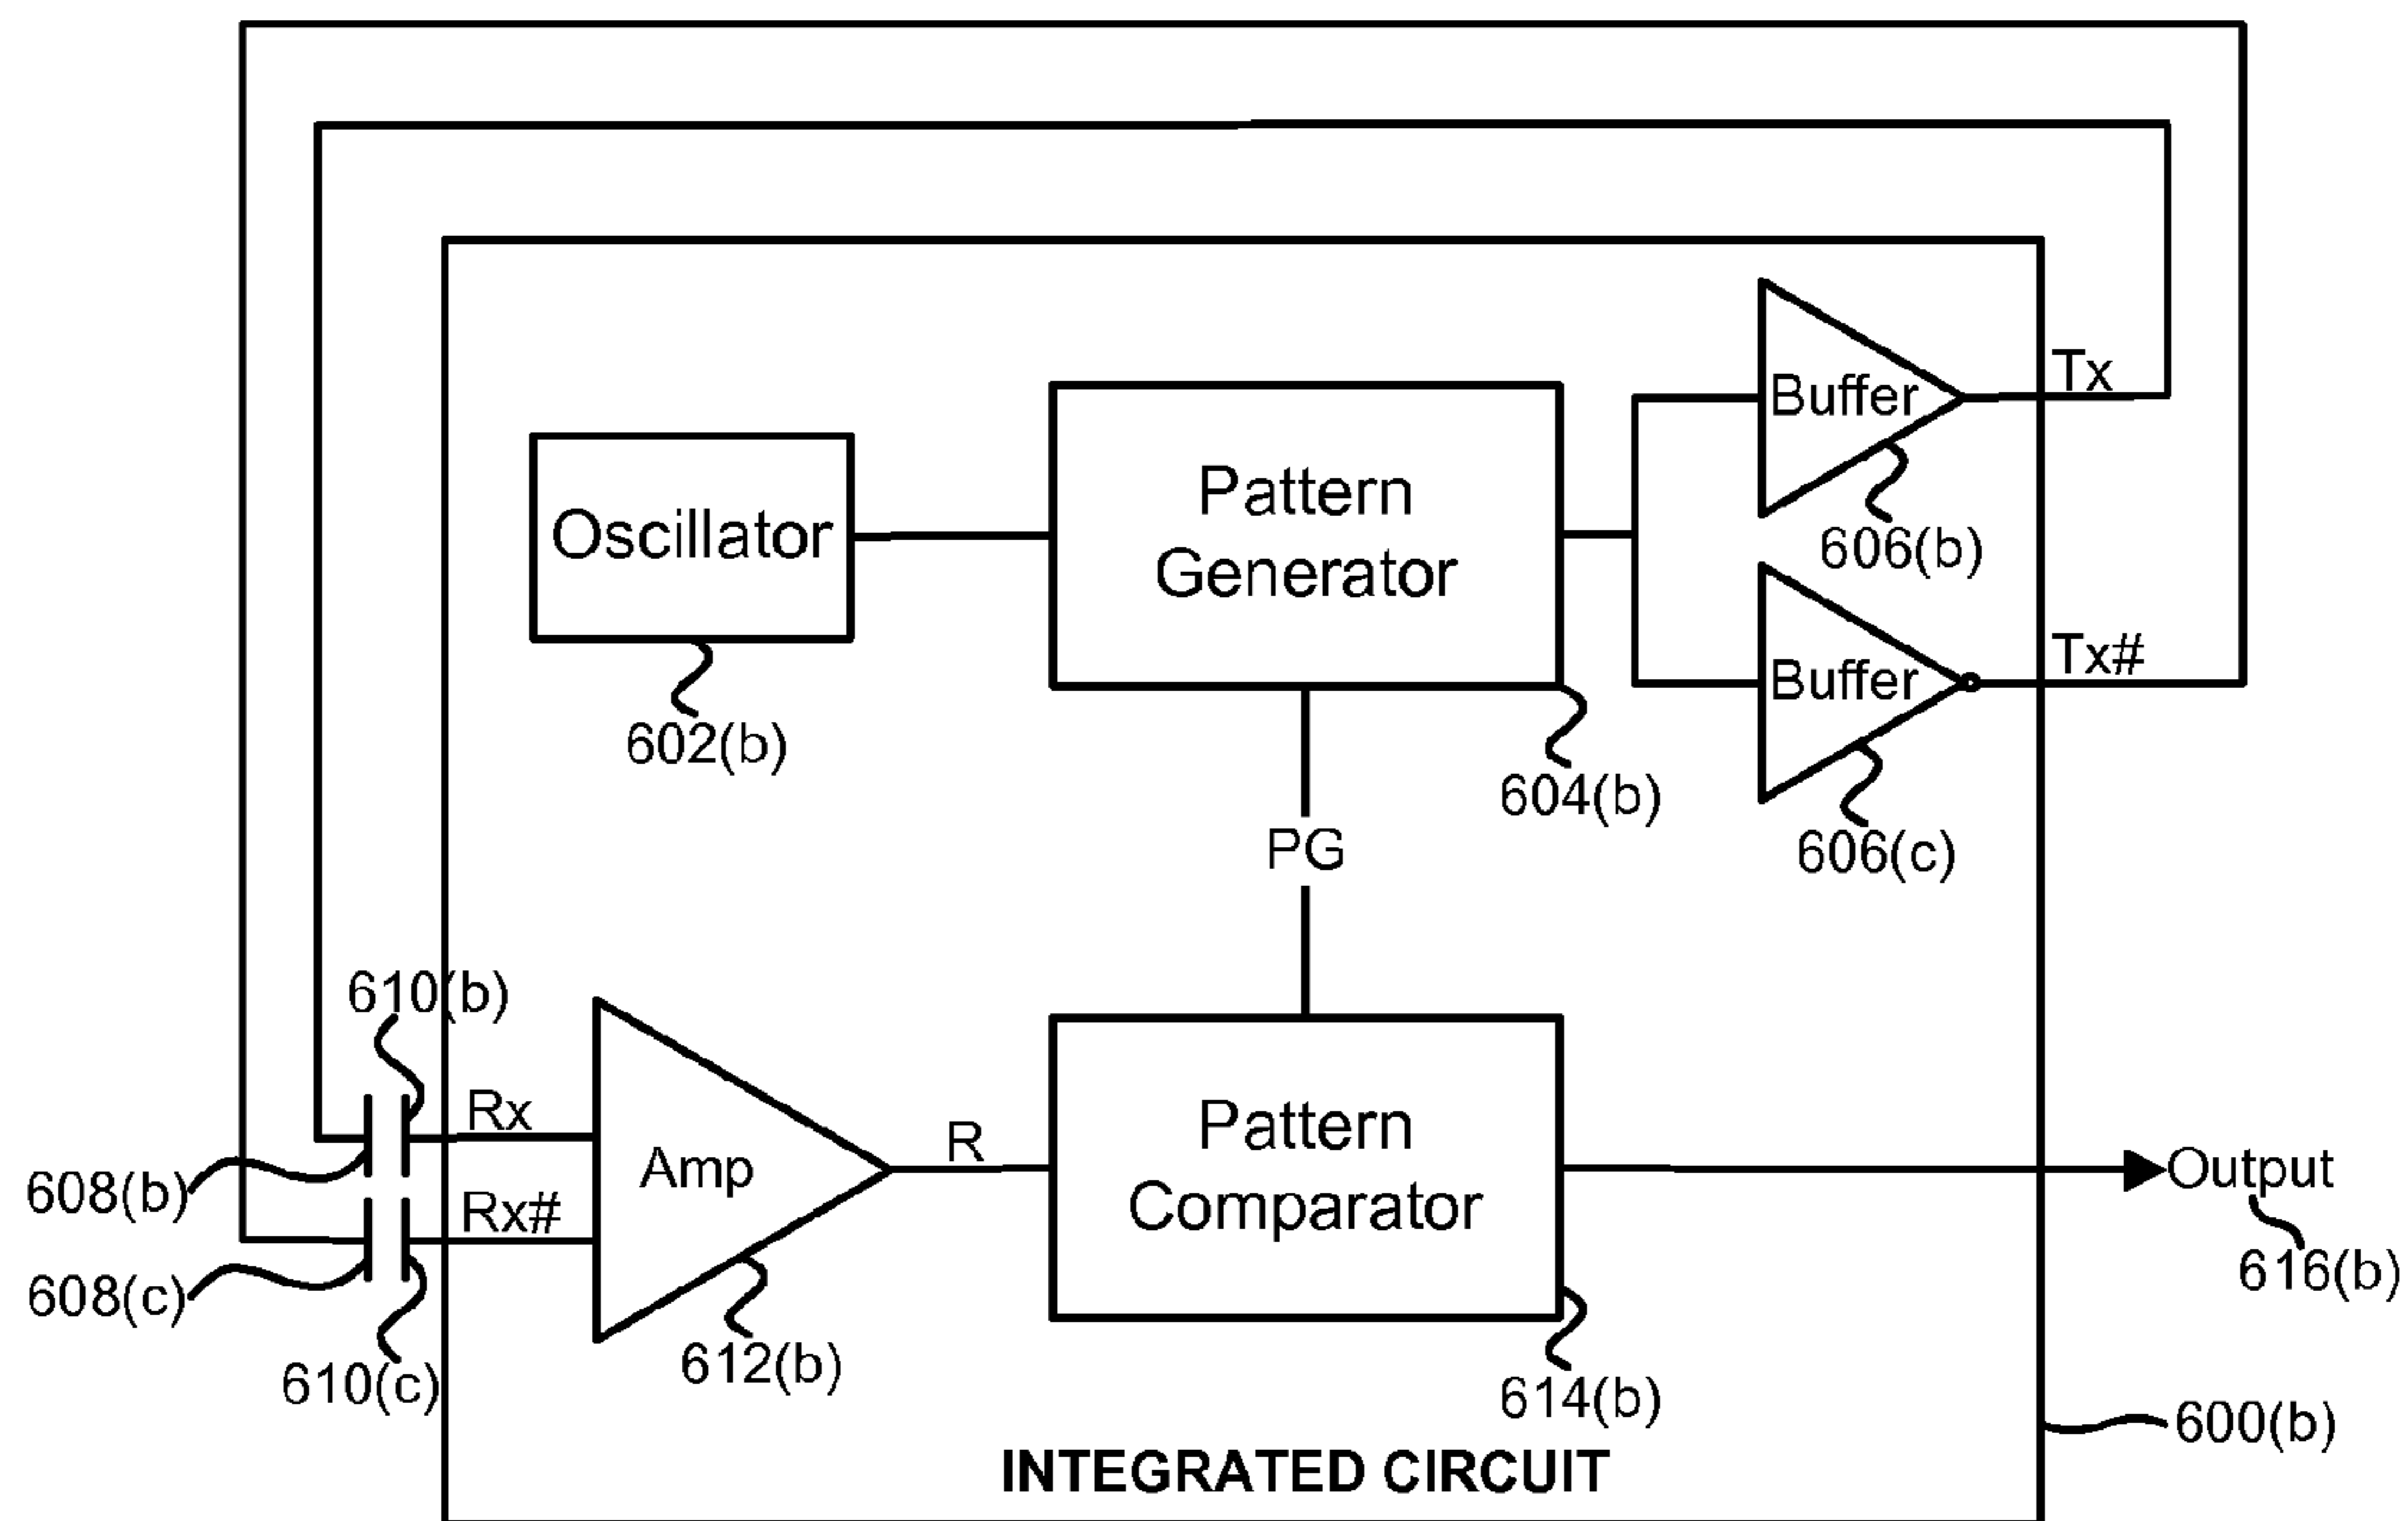 Buffer
Tx
606(b)
Oscillator
602(b)
Pattern
Generator
604(b)
Buffer
Tx#
606(c)
PG
610(b)
Rx
608(b)
Rx#
608(c)
610(c)
Amp
612(b)
R
Pattern
Comparator
614(b)
Output
616(b)
600(b)
INTEGRATED CIRCUIT